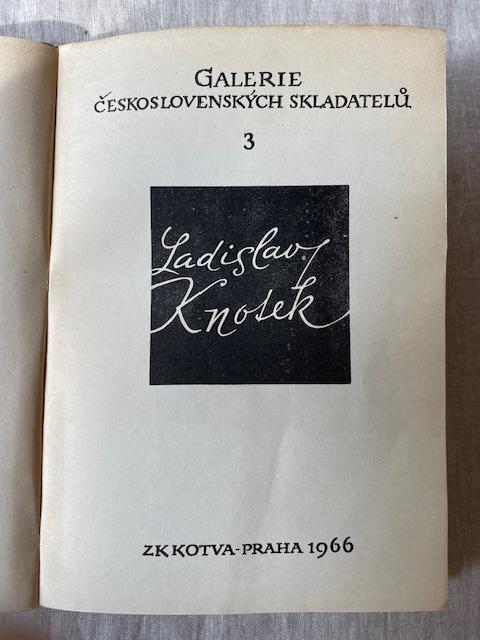 GALERIE
ČESKOSLOVENSKÝCH SKLADATELŮ
3
Ladislav
Knotek
ZK KOTVA-PRAHA 1966